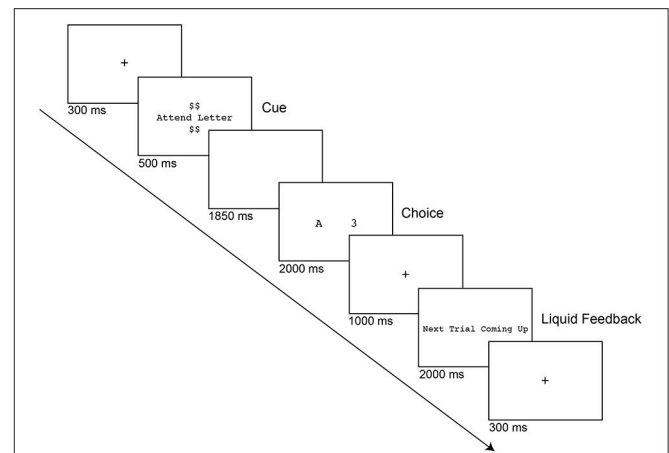 +
300 ms
$$
Attend Letter
$$
Cue
500 ms
1850 ms
A 3
Choice
2000 ms
+
1000 ms
Next Trial Coming Up
Liquid Feedback
2000 ms
+
300 ms